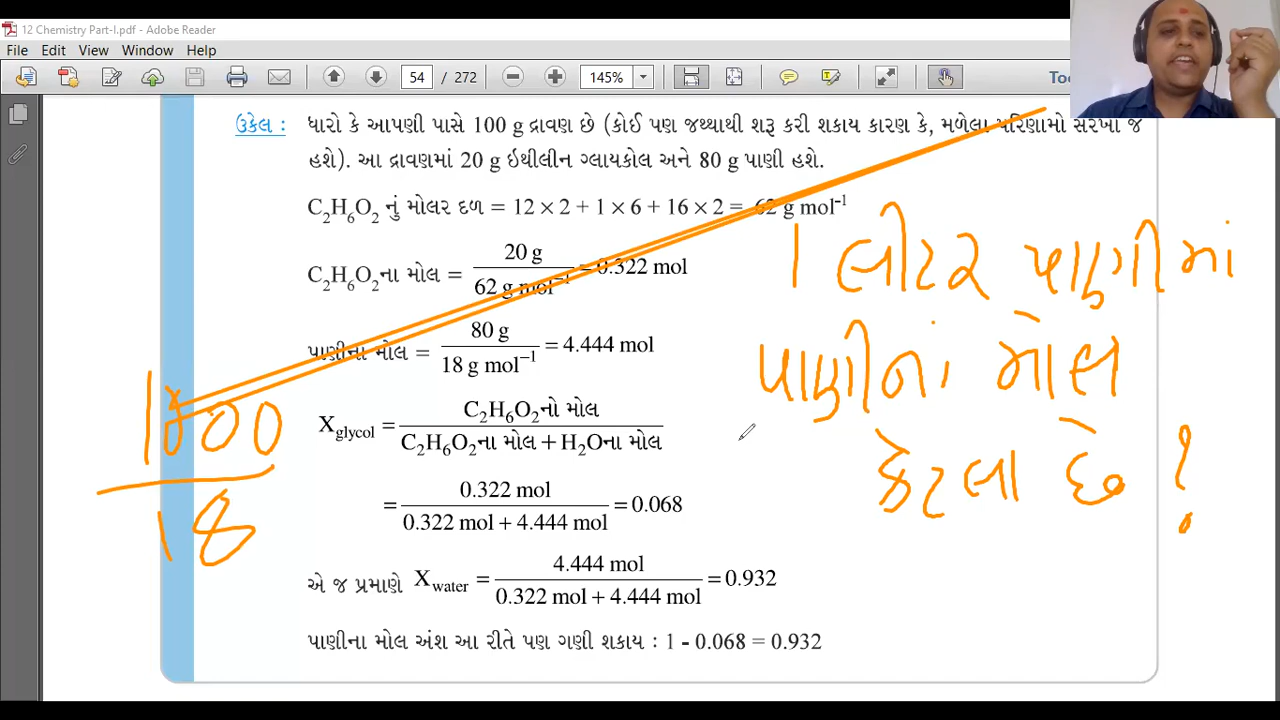 12 Chemistry Part-I.pdf - Adobe Reader
File Edit View Window Help
54 / 272 145% Too
ઉકેલ : ધારો કે આપણી પાસે 100 g દ્રાવણ છે (કોઈ પણ જથ્થાથી શરૂ કરી શકાય કારણ કે, મળેલા પરિણામો સરખા જ
હશે). આ દ્રાવણમાં 20 g ઇથીલીન ગ્લાયકોલ અને 80 g પાણી હશે.
C₂H₆O₂ નું મોલર દળ = 12 × 2 + 1 × 6 + 16 × 2 = 62 g mol⁻¹
C₂H₆O₂ના મોલ = 20 g / 62 g mol⁻¹ = 0.322 mol
પાણીના મોલ = 80 g / 18 g mol⁻¹ = 4.444 mol
X_glycol = C₂H₆O₂નો મોલ / C₂H₆O₂ના મોલ + H₂Oના મોલ
= 0.322 mol / 0.322 mol + 4.444 mol = 0.068
એ જ પ્રમાણે X_water = 4.444 mol / 0.322 mol + 4.444 mol = 0.932
પાણીના મોલ અંશ આ રીતે પણ ગણી શકાય : 1 - 0.068 = 0.932
1000
18
1 લીટર પાણીમાં
પાણીનાં મોલ
કેટલા છે ?